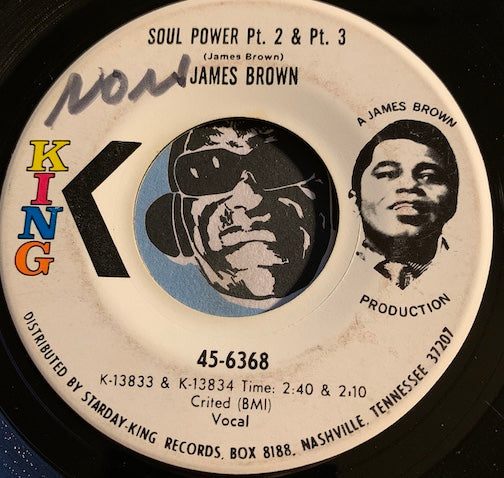 SOUL POWER Pt. 2 & Pt. 3
(James Brown)
JAMES BROWN
NOW
A JAMES BROWN
PRODUCTION
KING
K
45-6368
K-13833 & K-13834 Time: 2:40 & 2:10
Crited (BMI)
Vocal
DISTRIBUTED BY STARDAY-KING RECORDS, BOX 8188, NASHVILLE, TENNESSEE 37207